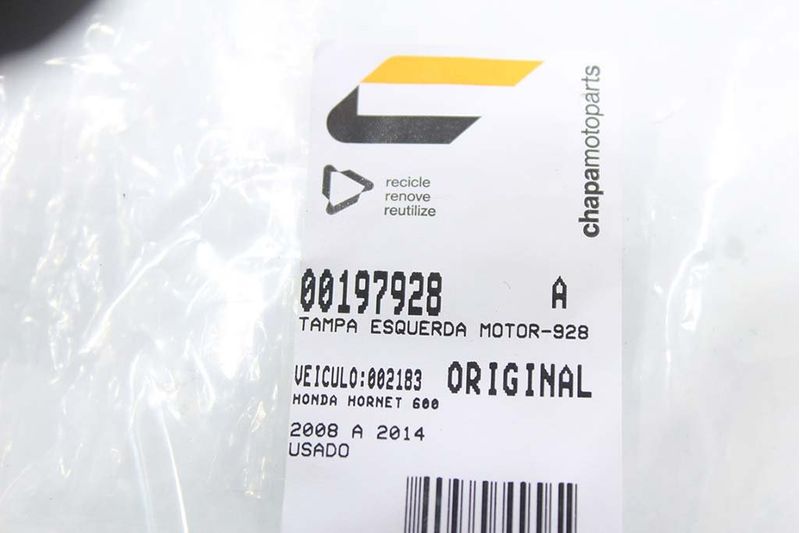 chapamotoparts
recicle
renove
reutilize
00197928 A
TAMPA ESQUERDA MOTOR-928
VEICULO:002183 ORIGINAL
HONDA HORNET 600
2008 A 2014
USADO